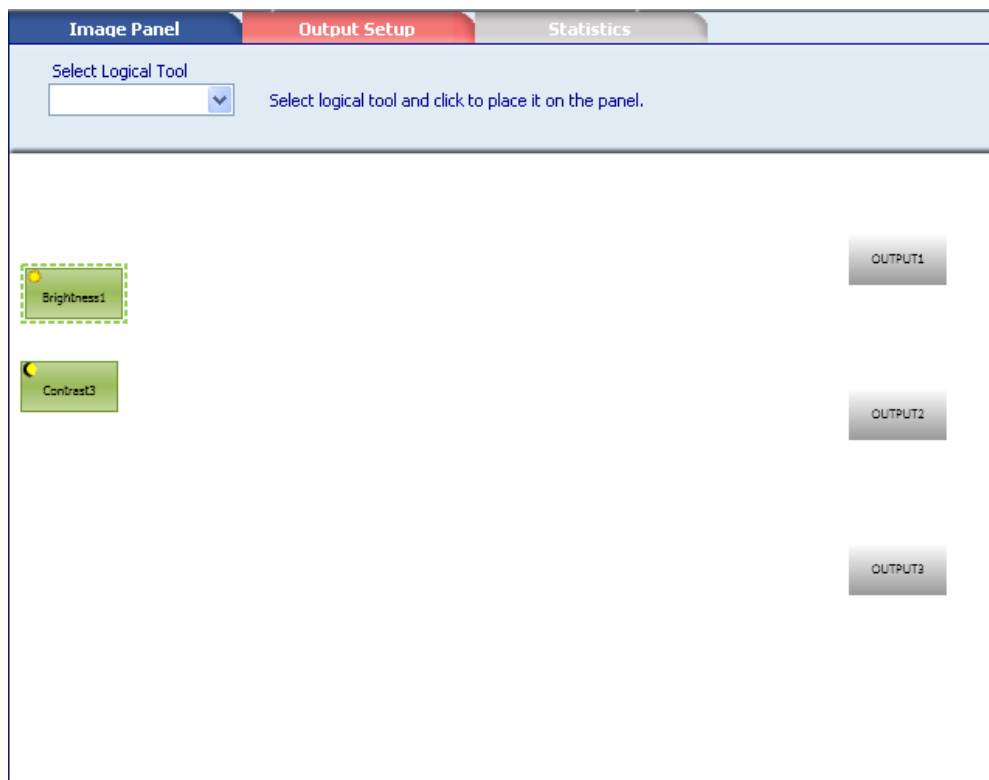 Image Panel
Output Setup
Statistics
Select Logical Tool
Select logical tool and click to place it on the panel.
OUTPUT1
Brightness1
Contrast3
OUTPUT2
OUTPUT3